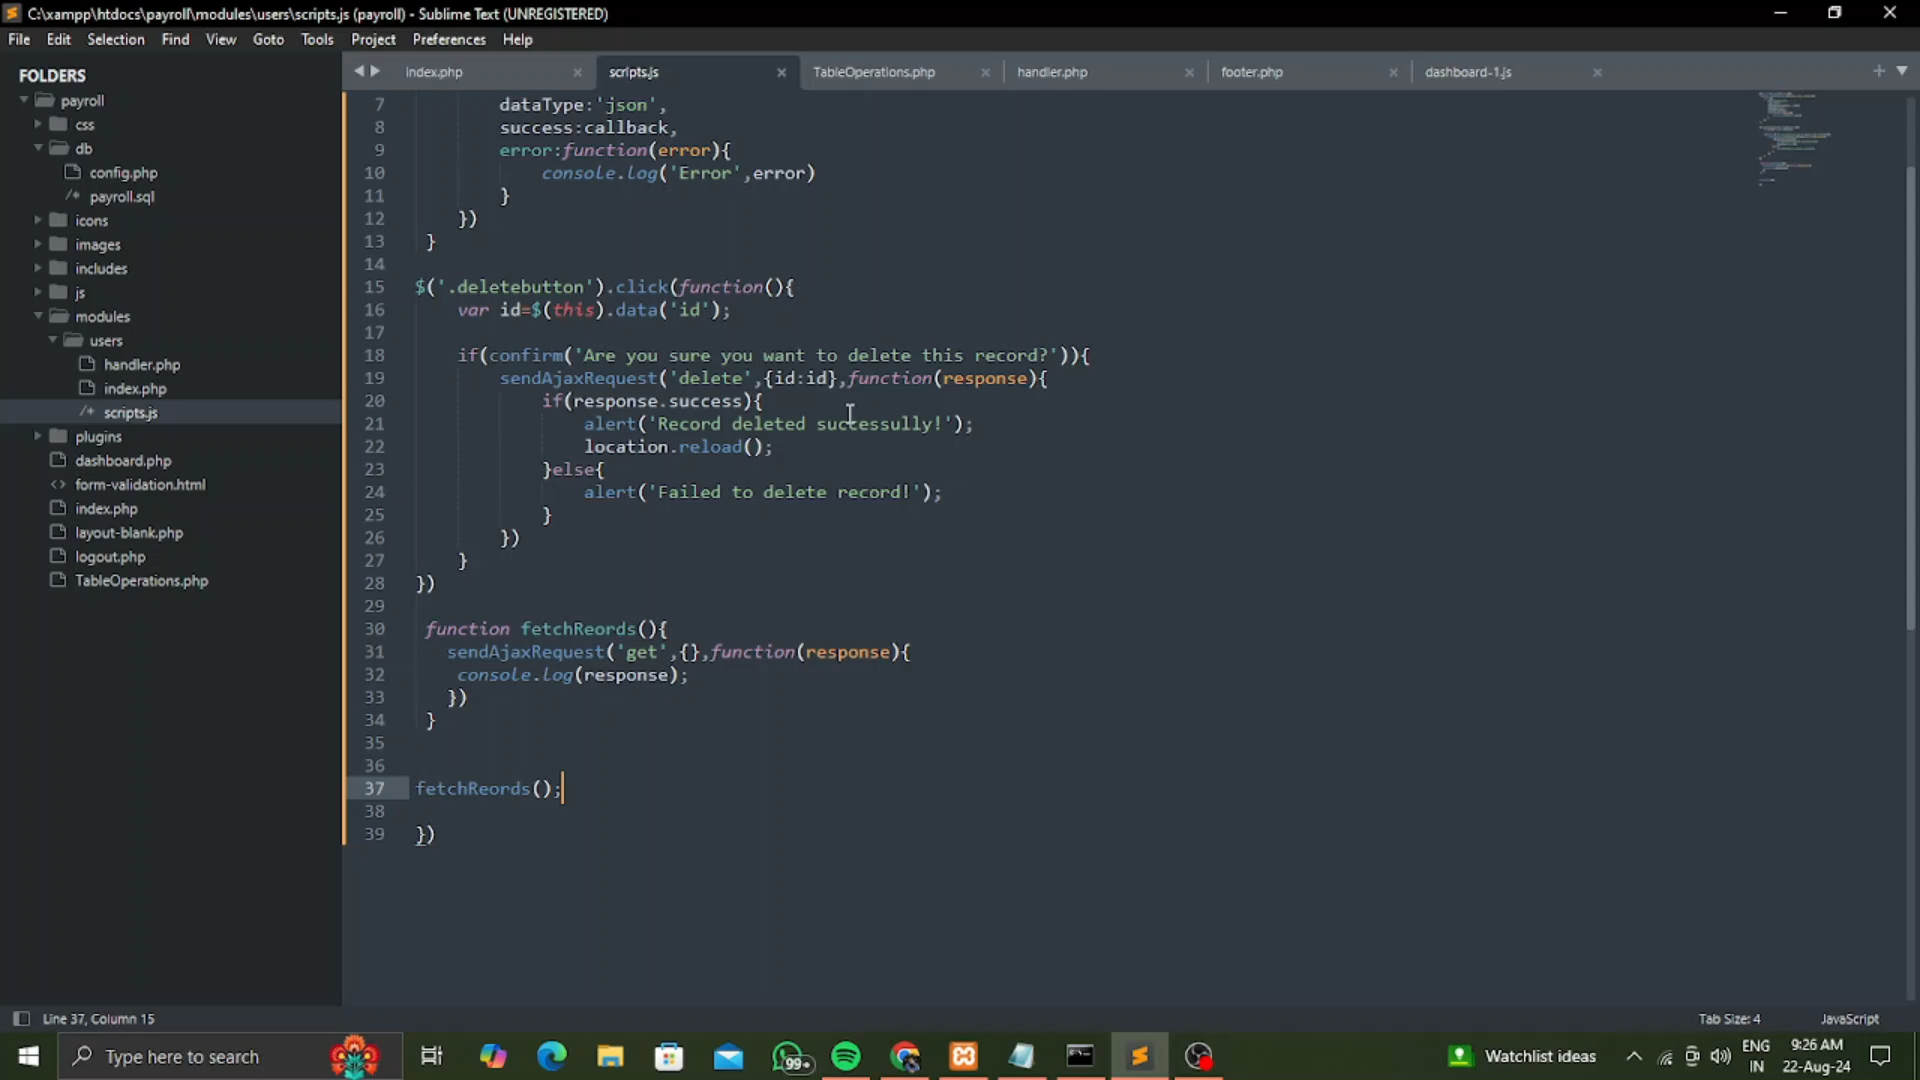 C:\xampp\htdocs\payroll\modules\users\scripts.js (payroll) - Sublime Text (UNREGISTERED)
File Edit Selection Find View Goto Tools Project Preferences Help
FOLDERS
payroll
css
db
config.php
/* payroll.sql
icons
images
includes
js
modules
users
handler.php
index.php
/* scripts.js
plugins
dashboard.php
<> form-validation.html
index.php
layout-blank.php
logout.php
TableOperations.php
index.php × scripts.js × TableOperations.php × handler.php × footer.php × dashboard-1.js × +
7 dataType:'json',
8 success:callback,
9 error:function(error){
10 console.log('Error',error)
11 }
12 })
13 }
14
15 $('.deletebutton').click(function(){
16 var id=$(this).data('id');
17
18 if(confirm('Are you sure you want to delete this record?')){
19 sendAjaxRequest('delete',{id:id},function(response){
20 if(response.success){
21 alert('Record deleted successully!');
22 location.reload();
23 }else{
24 alert('Failed to delete record!');
25 }
26 })
27 }
28 })
29
30 function fetchReords(){
31 sendAjaxRequest('get',{},function(response){
32 console.log(response);
33 })
34 }
35
36
37 fetchReords();
38
39 })
Line 37, Column 15
Tab Size: 4 JavaScript
Type here to search
99+
Watchlist ideas
ENG
IN
9:26 AM
22-Aug-24